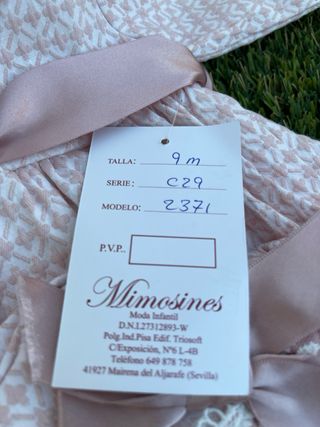 TALLA: 9 m
SERIE: C29
MODELO: 2371
P.V.P..
Mimosines
Moda Infantil
D.N.I.27312893-W
Polg.Ind.Pisa Edif. Triosoft
C/Exposición, Nº6 L-4B
Teléfono 649 878 758
41927 Mairena del Aljarafe (Sevilla)